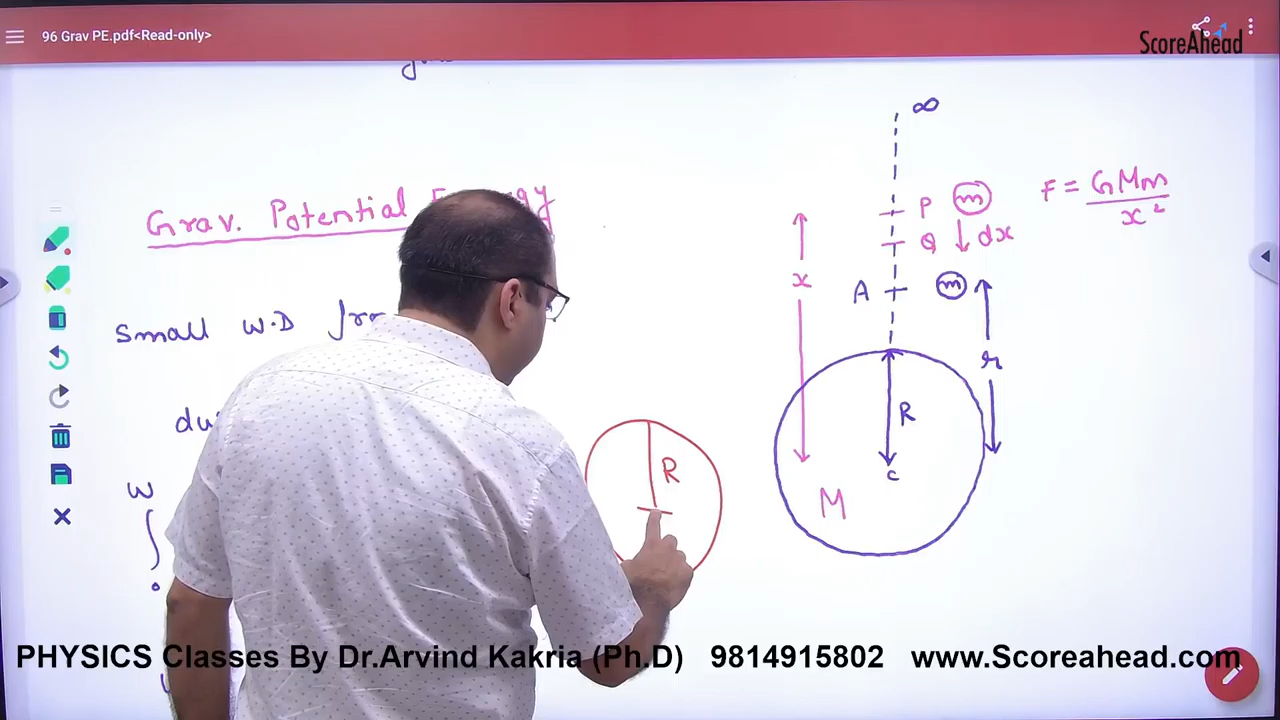 96 Grav PE.pdf<Read-only>
ScoreAhead
∞
Grav. Potential
P m
F = GMm / x²
Q ↓ dx
x
A m
Small W.D
r
R
R
c
W
M
∫
0
PHYSICS Classes By Dr.Arvind Kakria (Ph.D) 9814915802 www.Scoreahead.com